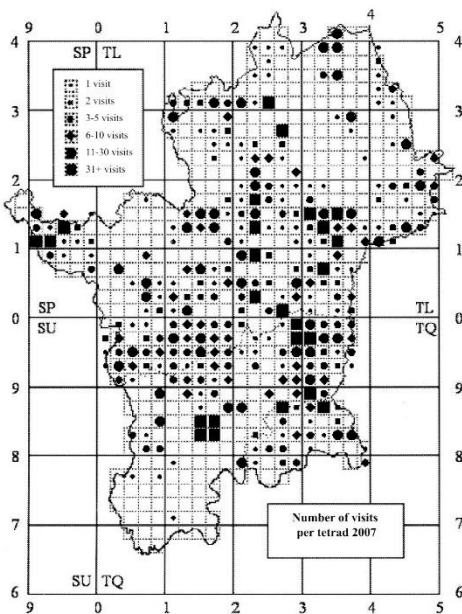 9 0 1 2 3 4 5
4 SP TL 4
1 visit
2 visits
3-5 visits
6-10 visits
11-30 visits
31+ visits
3 3
2 2
1 1
SP TL
0 0
SU TQ
9 9
8 8
7 7
Number of visits
per tetrad 2007
6 SU TQ 6
9 0 1 2 3 4 5